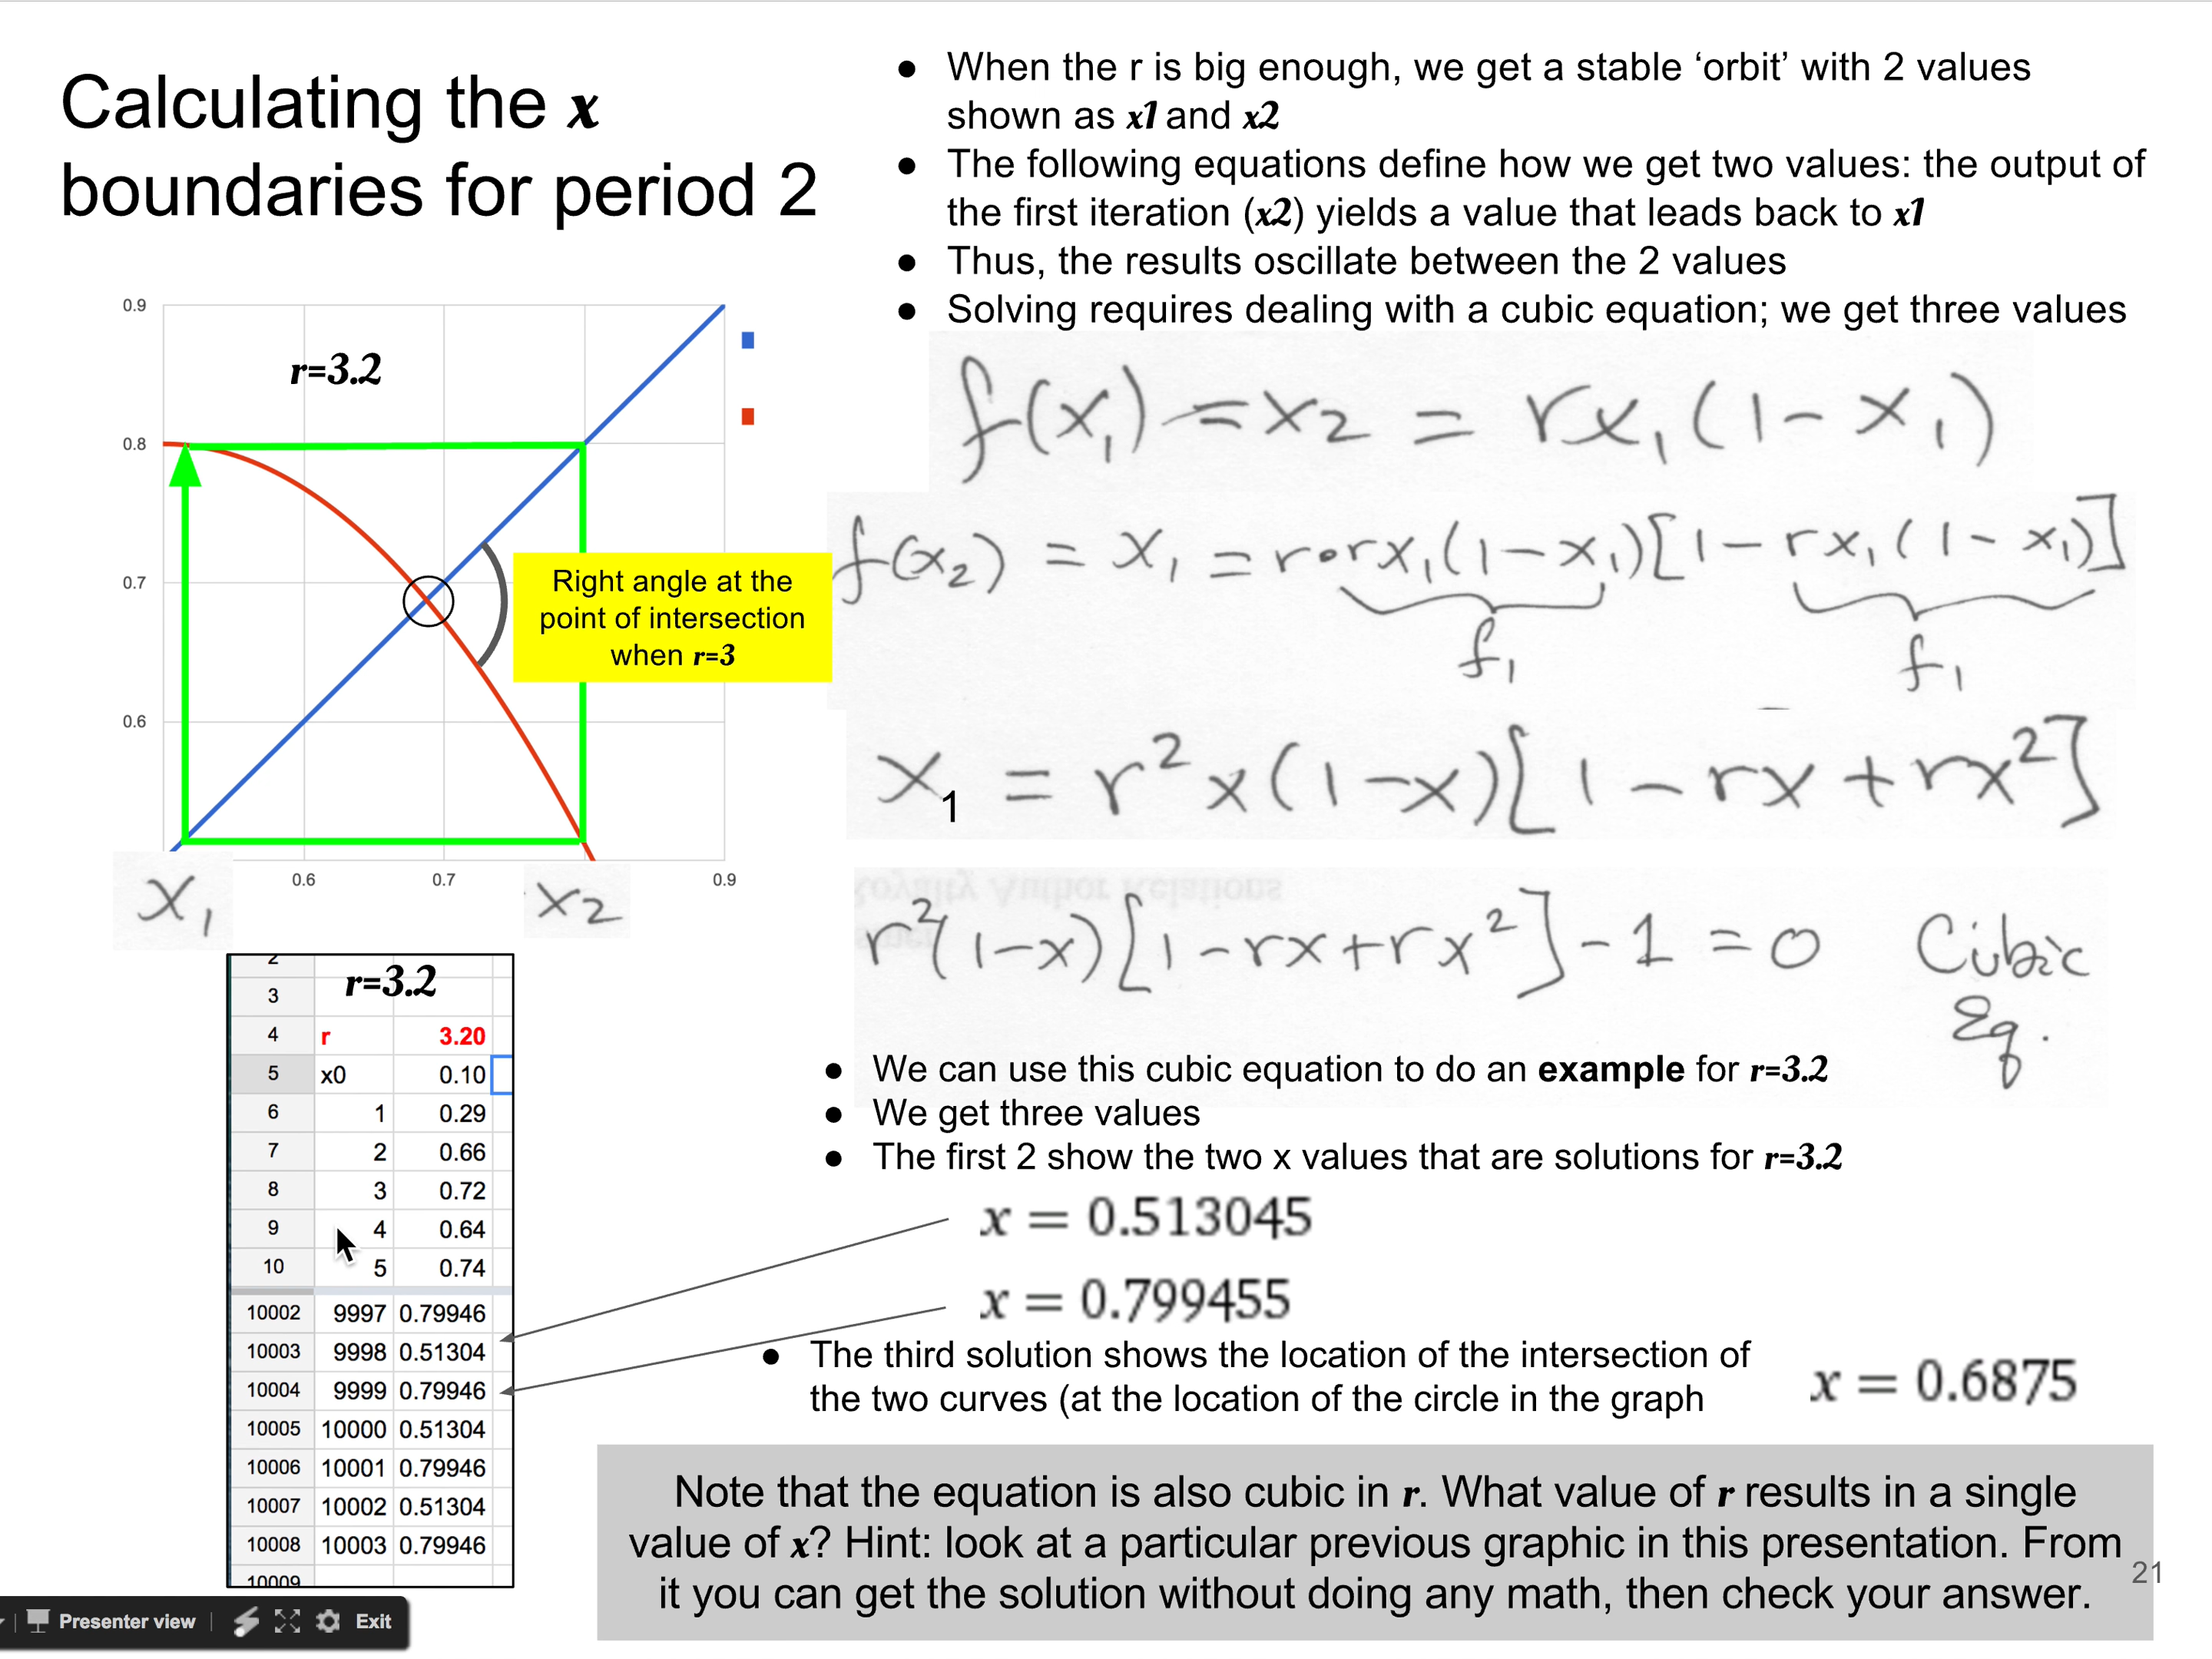 Calculating the x
boundaries for period 2
● When the r is big enough, we get a stable ‘orbit’ with 2 values
shown as x1 and x2
● The following equations define how we get two values: the output of
the first iteration (x2) yields a value that leads back to x1
● Thus, the results oscillate between the 2 values
● Solving requires dealing with a cubic equation; we get three values
0.9
r=3.2
0.8
0.7
0.6
Right angle at the
point of intersection
when r=3
0.6 0.7 0.9
x₁ x₂
f(x₁) = x₂ = rx₁(1-x₁)
f(x₂) = x₁ = r•rx₁(1-x₁)[1-rx₁(1-x₁)]
f₁ f₁
x₁ = r²x(1-x)[1-rx+rx²]
r²(1-x)[1-rx+rx²]-1=0 Cubic
Eq.
2
r=3.2
3
4 r 3.20
5 x0 0.10
6 1 0.29
7 2 0.66
8 3 0.72
9 4 0.64
10 5 0.74
10002 9997 0.79946
10003 9998 0.51304
10004 9999 0.79946
10005 10000 0.51304
10006 10001 0.79946
10007 10002 0.51304
10008 10003 0.79946
10009
● We can use this cubic equation to do an example for r=3.2
● We get three values
● The first 2 show the two x values that are solutions for r=3.2
x = 0.513045
x = 0.799455
● The third solution shows the location of the intersection of
the two curves (at the location of the circle in the graph
x = 0.6875
Note that the equation is also cubic in r. What value of r results in a single
value of x? Hint: look at a particular previous graphic in this presentation. From
it you can get the solution without doing any math, then check your answer.
21
Presenter view Exit